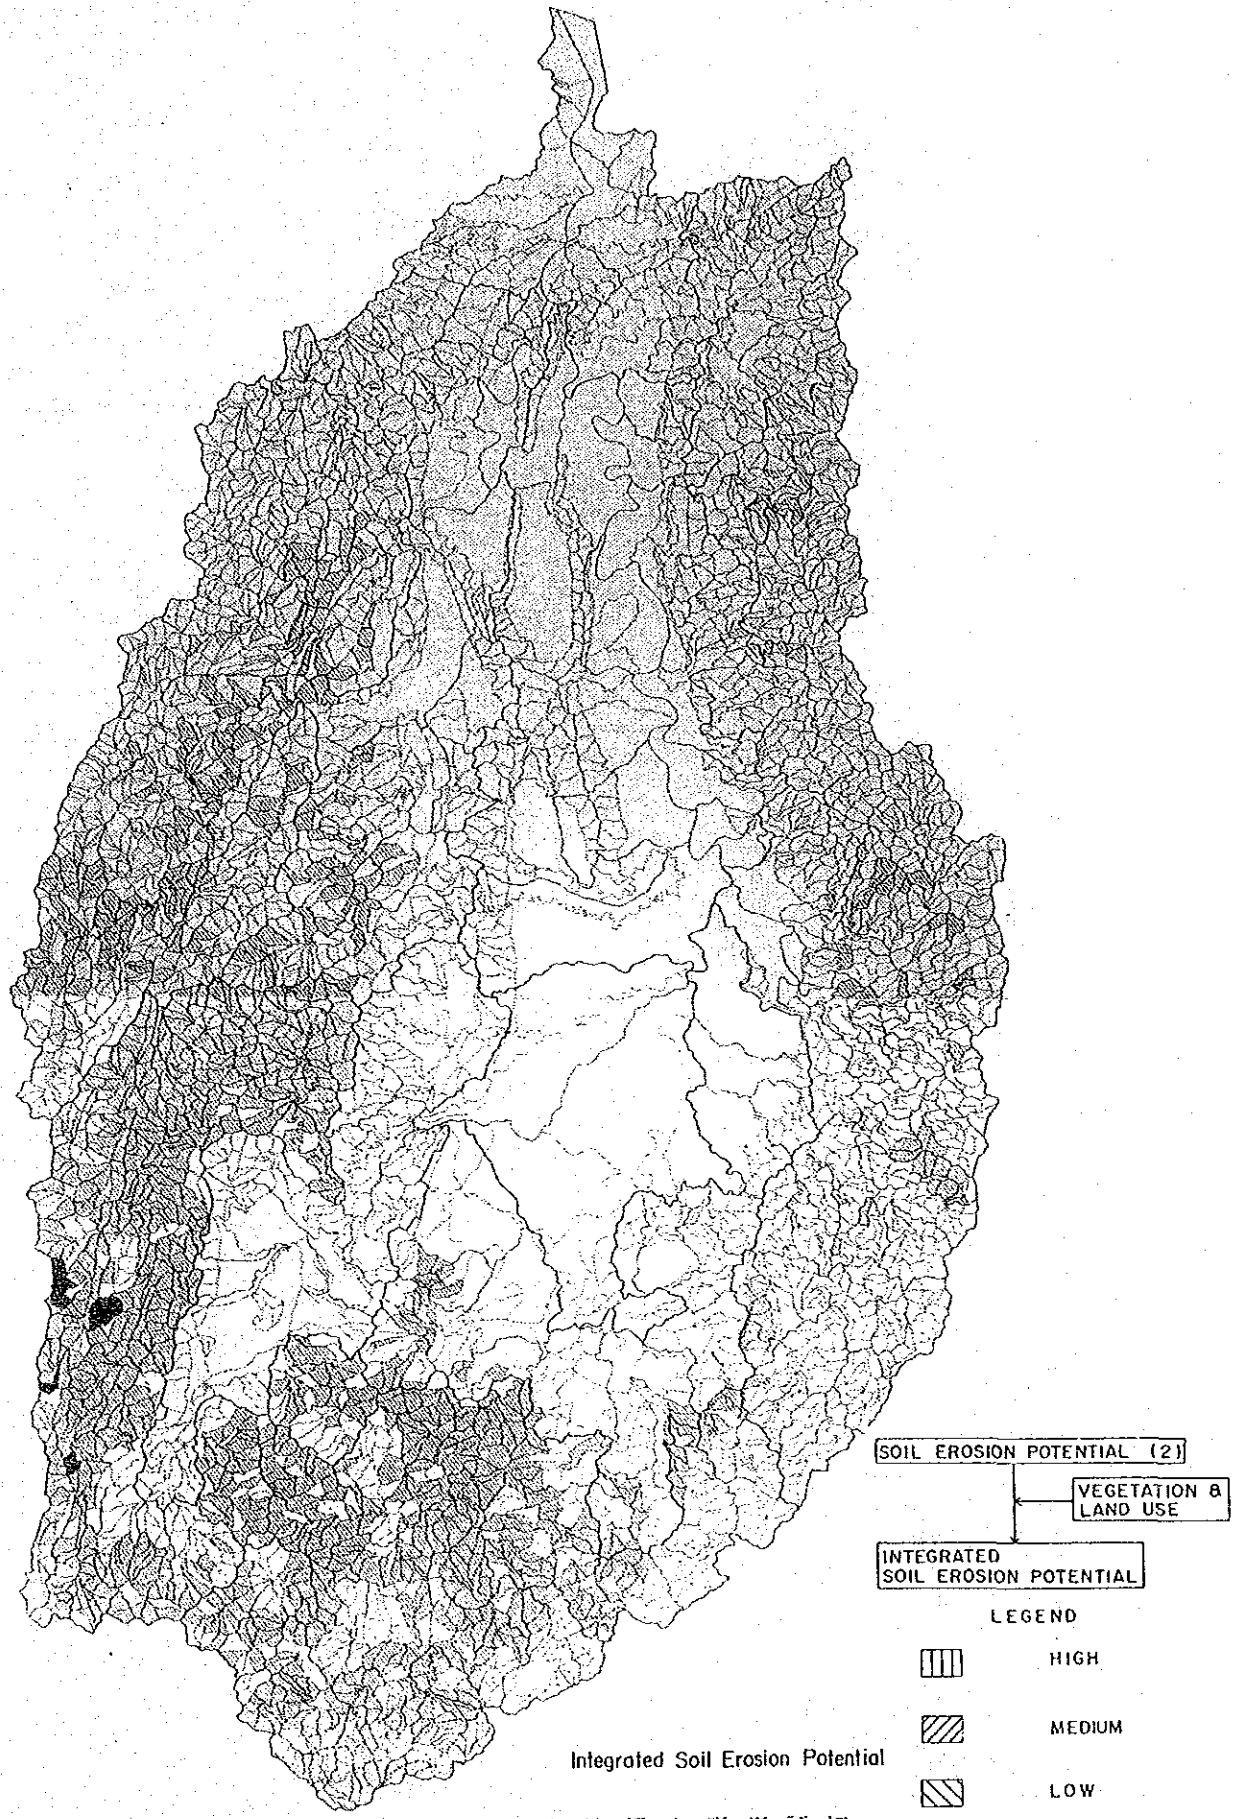 SOIL EROSION POTENTIAL (2)
VEGETATION &
LAND USE
INTEGRATED
SOIL EROSION POTENTIAL
LEGEND
HIGH
MEDIUM
LOW
Integrated Soil Erosion Potential